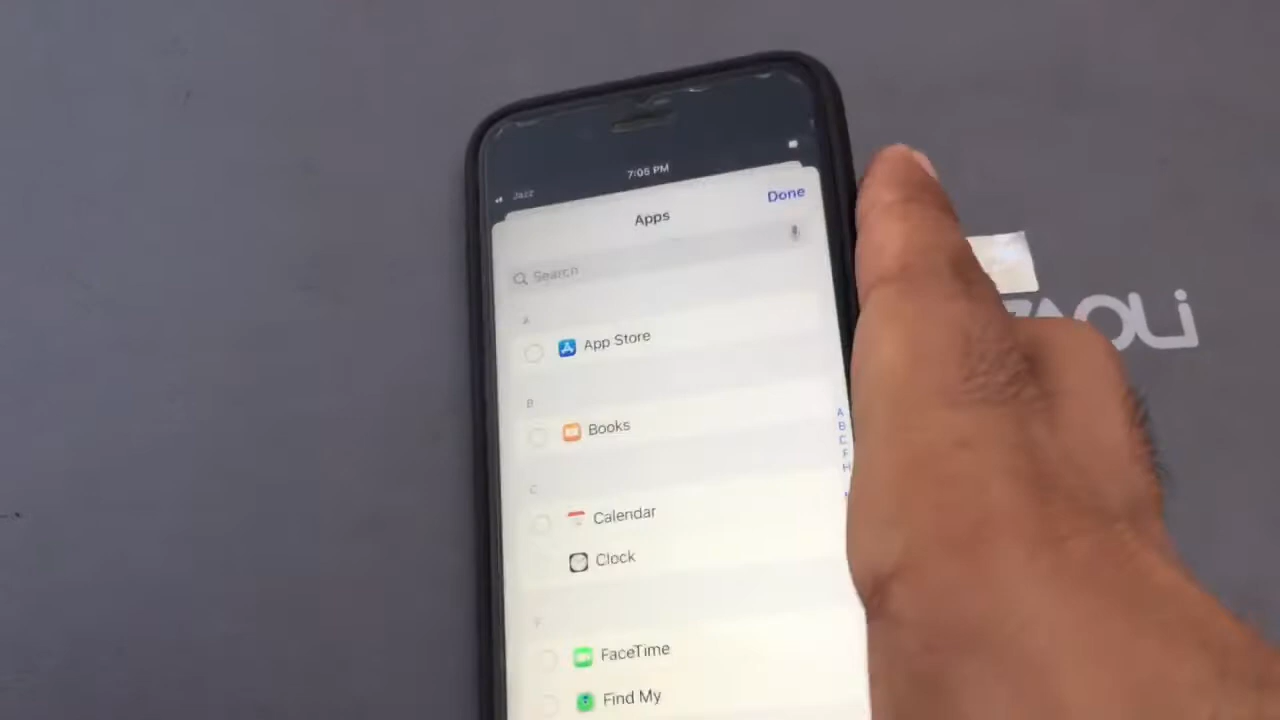 7:05 PM
Jazz
Done
Apps
Search
A
App Store
B
Books
C
Calendar
Clock
F
FaceTime
Find My
A
B
C
F
H